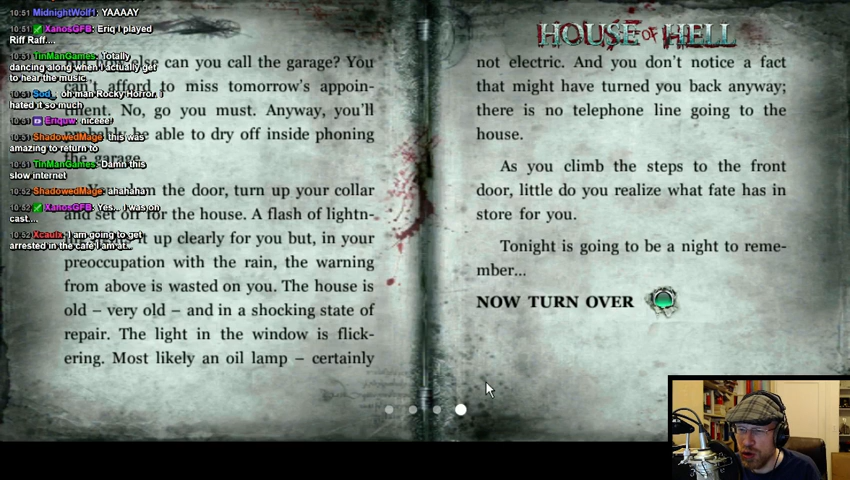 10:51 MidnightWolf1: YAAAAY
10:51 XanosGFB: Eriq I played
Riff Raff....
10:51 TinManGames: Totally
dancing along when I actually get
to hear the music
10:51 Sod_: oh man Rocky Horror. i
hated it so much
10:51 Eriquw: niceee!
10:51 ShadowedMage: this was
amazing to return to
10:51 TinManGames: Damn this
slow internet
10:52 ShadowedMage: ahahaha
10:52 XanosGFB: Yes.. I was on
cast....
10:52 Xcaulx: I am going to get
arrested in the cafe I am at...
can you call the garage? You
can't afford to miss tomorrow's appoin-
ment. No, go you must. Anyway, you'll
be able to dry off inside phoning
the garage.
the door, turn up your collar
and set off for the house. A flash of lightn-
it up clearly for you but, in your
preoccupation with the rain, the warning
from above is wasted on you. The house is
old – very old – and in a shocking state of
repair. The light in the window is flick-
ering. Most likely an oil lamp – certainly
HOUSE OF HELL
not electric. And you don't notice a fact
that might have turned you back anyway;
there is no telephone line going to the
house.
As you climb the steps to the front
door, little do you realize what fate has in
store for you.
Tonight is going to be a night to reme-
mber...
NOW TURN OVER